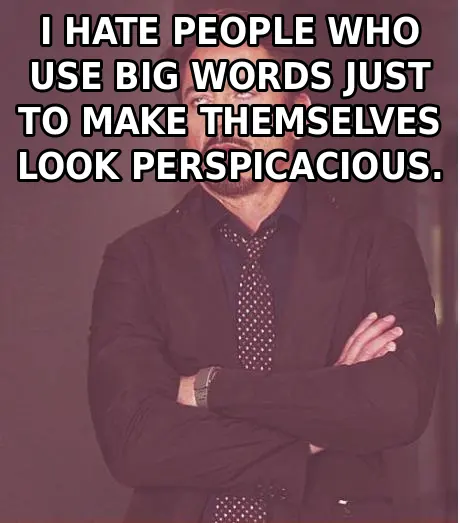 I HATE PEOPLE WHO
USE BIG WORDS JUST
TO MAKE THEMSELVES
LOOK PERSPICACIOUS.